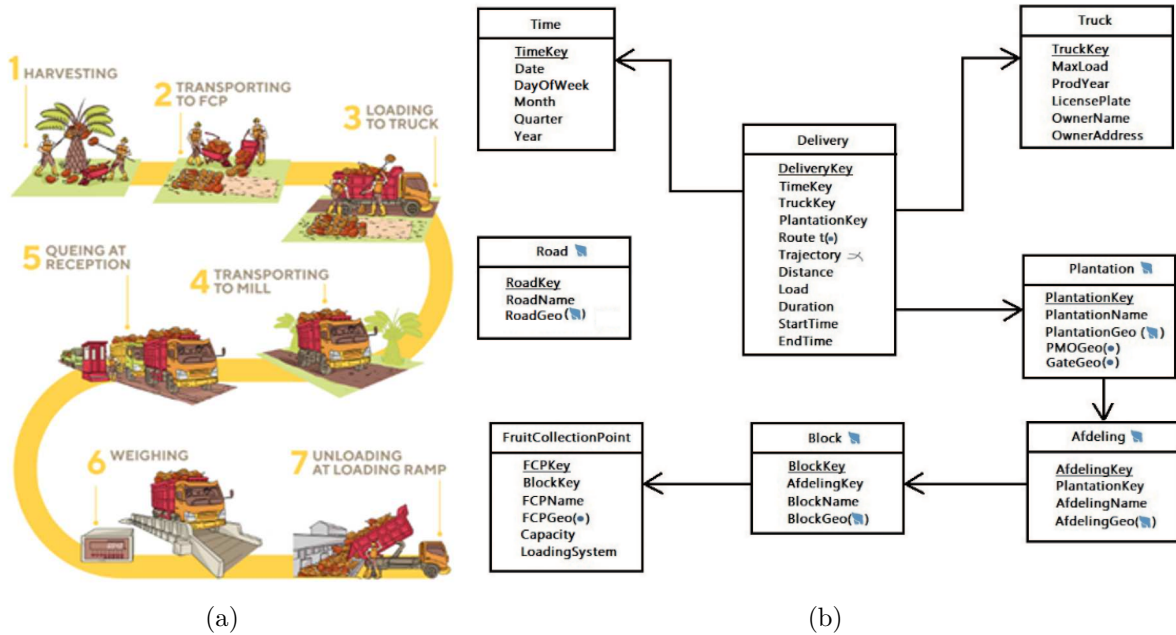 1 HARVESTING
2 TRANSPORTING
TO FCP
3 LOADING
TO TRUCK
5 QUEING AT
RECEPTION
4 TRANSPORTING
TO MILL
6 WEIGHING
7 UNLOADING
AT LOADING RAMP
(a)
Time
TimeKey
Date
DayOfWeek
Month
Quarter
Year
Truck
TruckKey
MaxLoad
ProdYear
LicensePlate
OwnerName
OwnerAddress
Delivery
DeliveryKey
TimeKey
TruckKey
PlantationKey
Route t(•)
Trajectory
Distance
Load
Duration
StartTime
EndTime
Road
RoadKey
RoadName
RoadGeo( )
Plantation
PlantationKey
PlantationName
PlantationGeo ( )
PMOGeo(•)
GateGeo(•)
FruitCollectionPoint
FCPKey
BlockKey
FCPName
FCPGeo(•)
Capacity
LoadingSystem
Block
BlockKey
AfdelingKey
BlockName
BlockGeo( )
Afdeling
AfdelingKey
PlantationKey
AfdelingName
AfdelingGeo( )
(b)